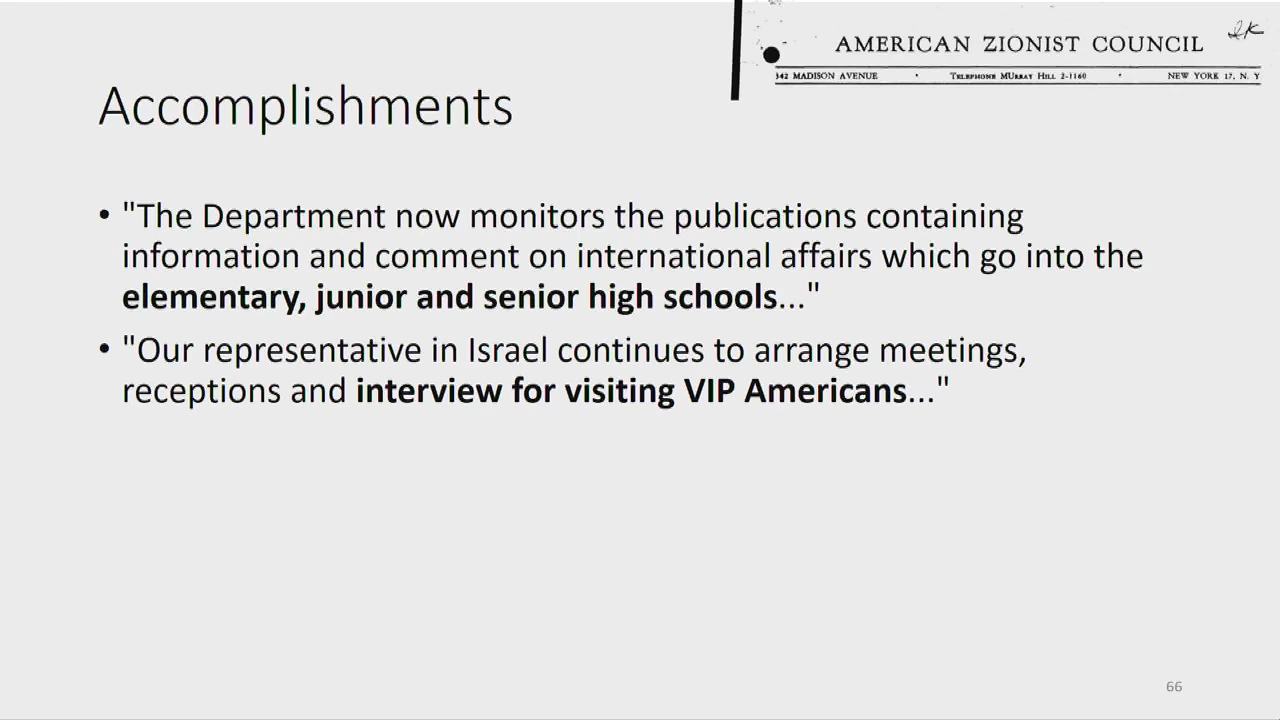 AMERICAN ZIONIST COUNCIL
342 MADISON AVENUE • TELEPHONE MURRAY HILL 2-1160 • NEW YORK 17, N. Y
Accomplishments
• "The Department now monitors the publications containing
information and comment on international affairs which go into the
elementary, junior and senior high schools..."
• "Our representative in Israel continues to arrange meetings,
receptions and interview for visiting VIP Americans..."
66